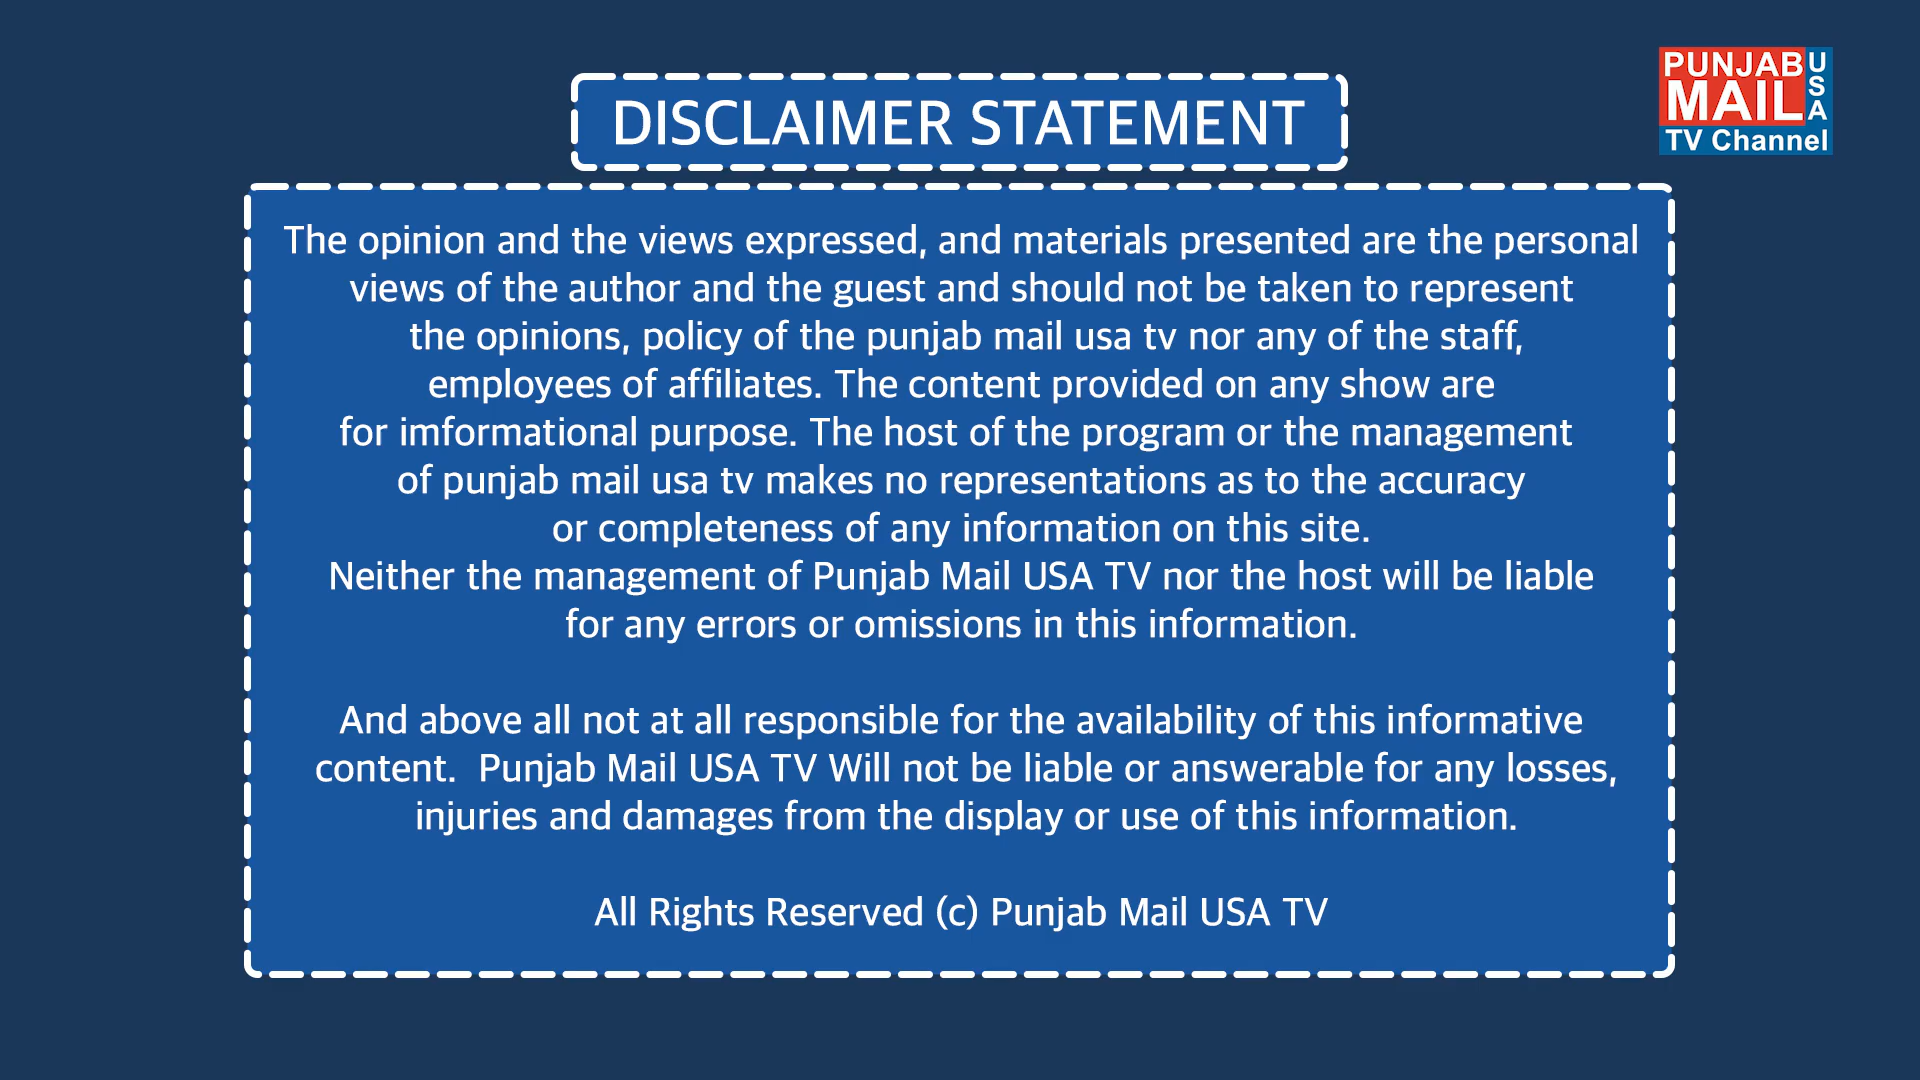 PUNJAB USA
MAIL
TV Channel
DISCLAIMER STATEMENT
The opinion and the views expressed, and materials presented are the personal
views of the author and the guest and should not be taken to represent
the opinions, policy of the punjab mail usa tv nor any of the staff,
employees of affiliates. The content provided on any show are
for imformational purpose. The host of the program or the management
of punjab mail usa tv makes no representations as to the accuracy
or completeness of any information on this site.
Neither the management of Punjab Mail USA TV nor the host will be liable
for any errors or omissions in this information.
And above all not at all responsible for the availability of this informative
content.  Punjab Mail USA TV Will not be liable or answerable for any losses,
injuries and damages from the display or use of this information.
All Rights Reserved (c) Punjab Mail USA TV